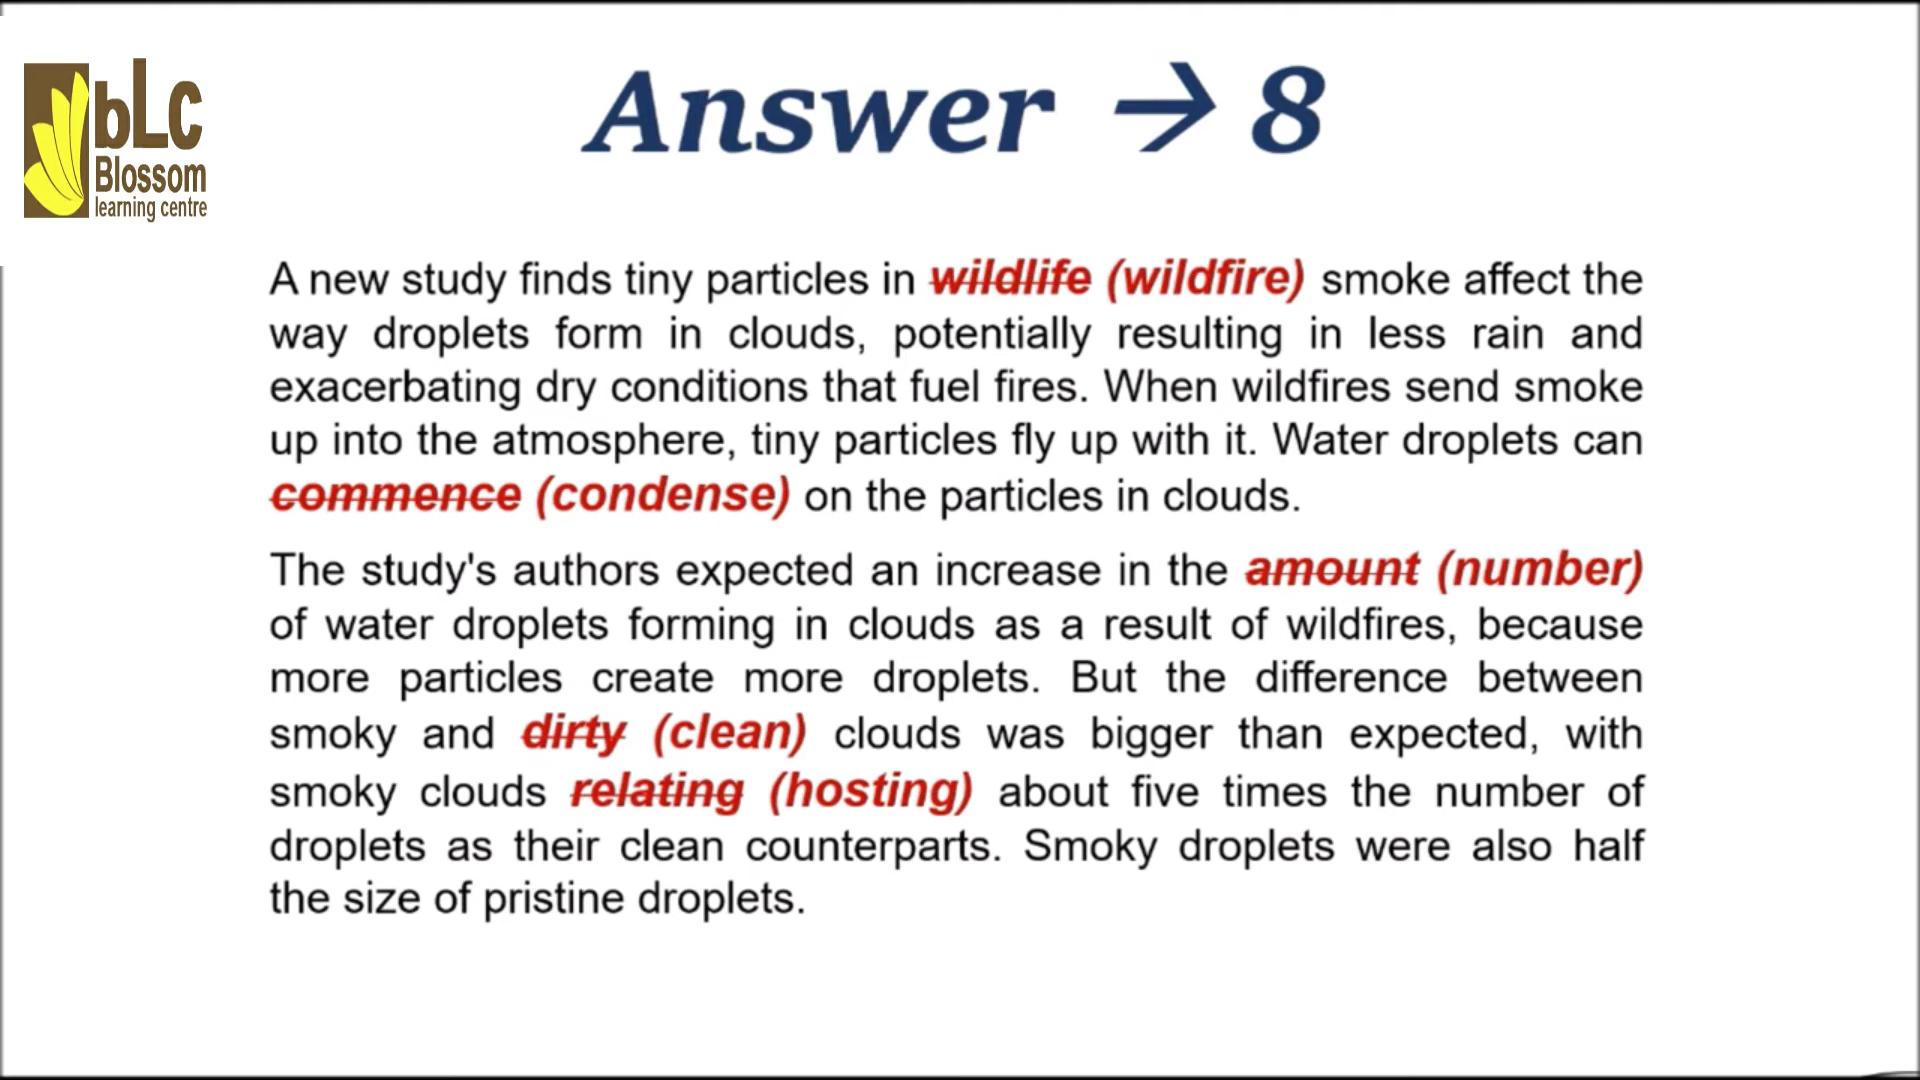 bLc
Blossom
learning centre
Answer → 8
A new study finds tiny particles in wildlife (wildfire) smoke affect the
way droplets form in clouds, potentially resulting in less rain and
exacerbating dry conditions that fuel fires. When wildfires send smoke
up into the atmosphere, tiny particles fly up with it. Water droplets can
commence (condense) on the particles in clouds.
The study's authors expected an increase in the amount (number)
of water droplets forming in clouds as a result of wildfires, because
more particles create more droplets. But the difference between
smoky and dirty (clean) clouds was bigger than expected, with
smoky clouds relating (hosting) about five times the number of
droplets as their clean counterparts. Smoky droplets were also half
the size of pristine droplets.